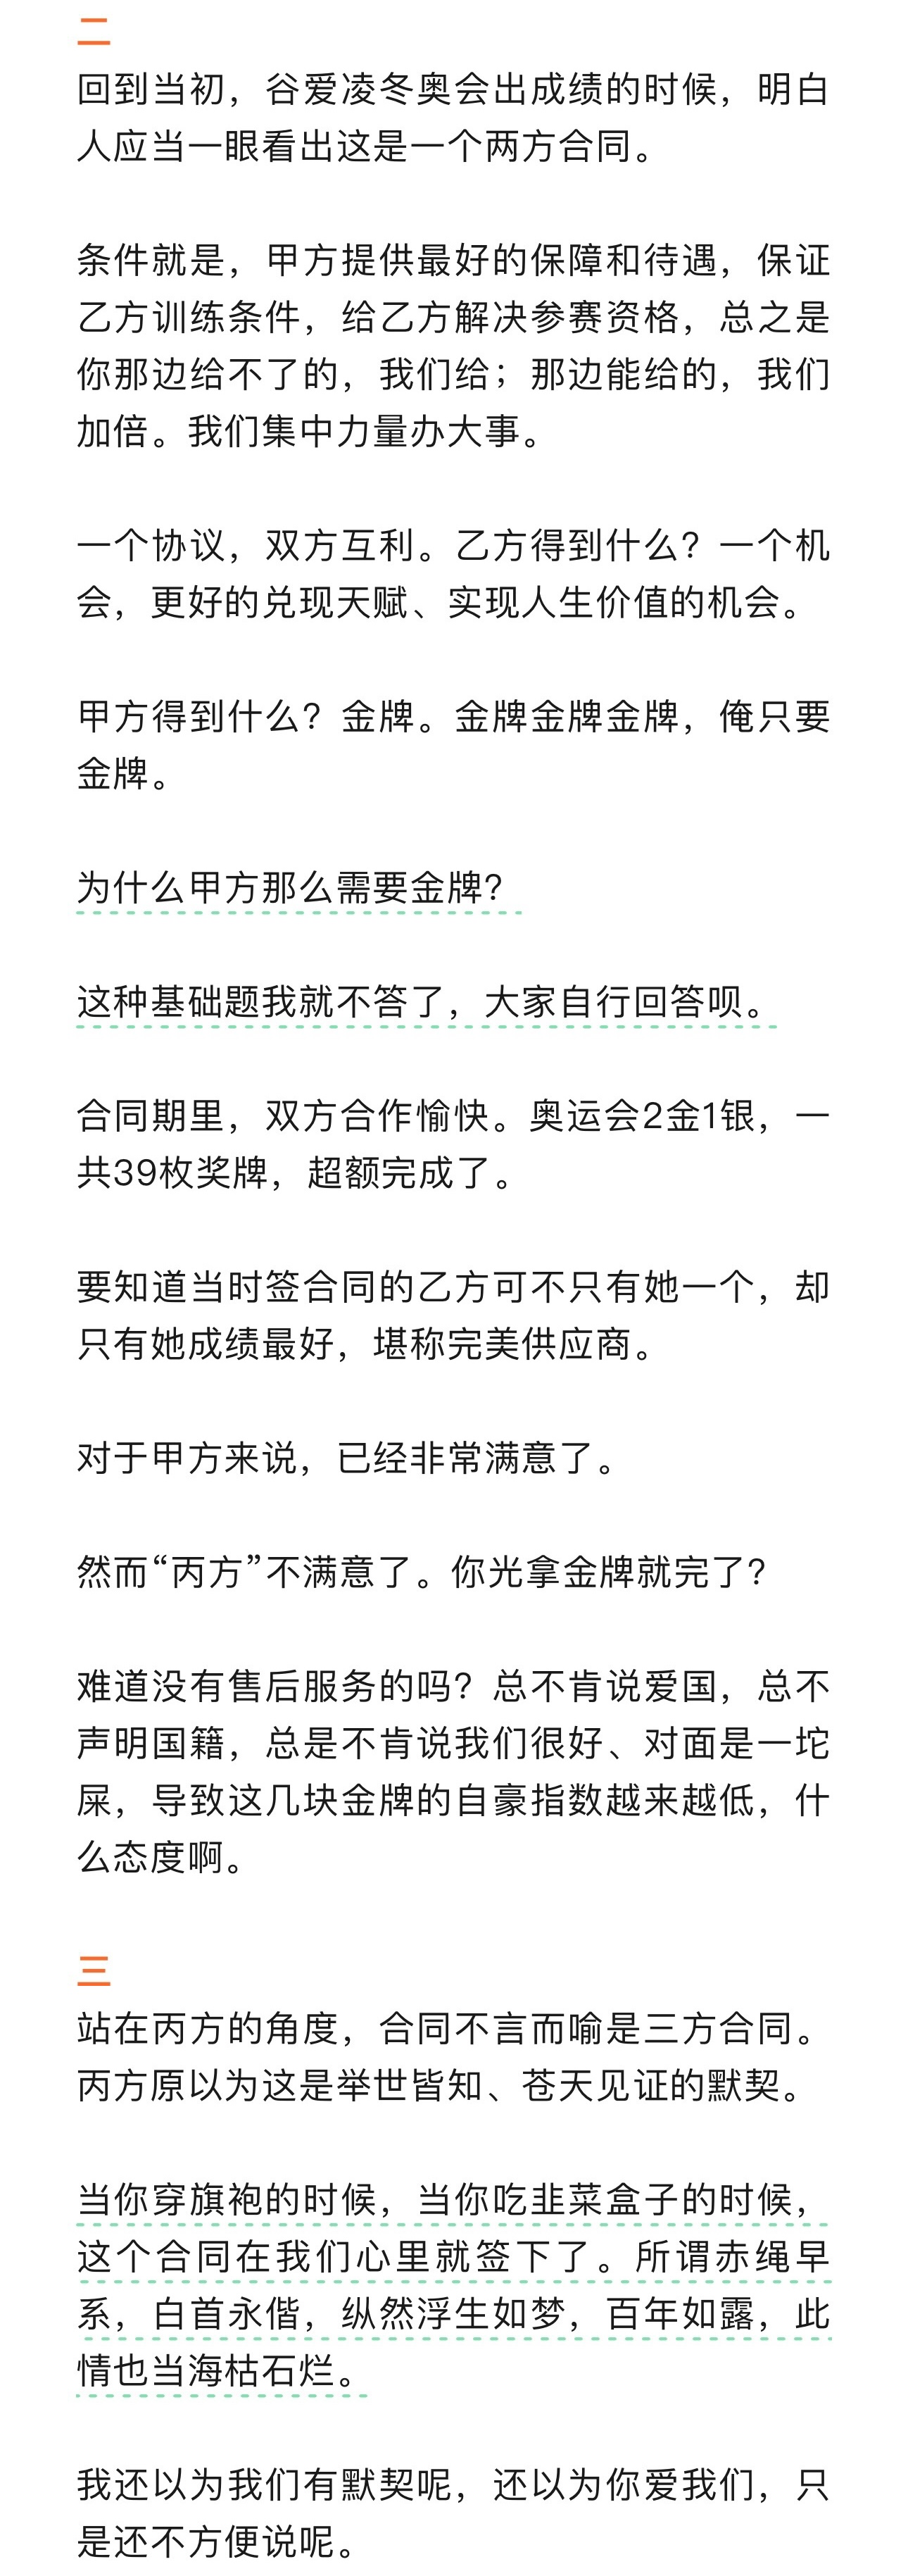 二
回到当初，谷爱凌冬奥会出成绩的时候，明白
人应当一眼看出这是一个两方合同。
条件就是，甲方提供最好的保障和待遇，保证
乙方训练条件，给乙方解决参赛资格，总之是
你那边给不了的，我们给；那边能给的，我们
加倍。我们集中力量办大事。
一个协议，双方互利。乙方得到什么？一个机
会，更好的兑现天赋、实现人生价值的机会。
甲方得到什么？金牌。金牌金牌金牌，俺只要
金牌。
为什么甲方那么需要金牌？
这种基础题我就不答了，大家自行回答呗。
合同期里，双方合作愉快。奥运会2金1银，一
共39枚奖牌，超额完成了。
要知道当时签合同的乙方可不只有她一个，却
只有她成绩最好，堪称完美供应商。
对于甲方来说，已经非常满意了。
然而“丙方”不满意了。你光拿金牌就完了？
难道没有售后服务的吗？总不肯说爱国，总不
声明国籍，总是不肯说我们很好、对面是一坨
屎，导致这几块金牌的自豪指数越来越低，什
么态度啊。
三
站在丙方的角度，合同不言而喻是三方合同。
丙方原以为这是举世皆知、苍天见证的默契。
当你穿旗袍的时候，当你吃韭菜盒子的时候，
这个合同在我们心里就签下了。所谓赤绳早
系，白首永偕，纵然浮生如梦，百年如露，此
情也当海枯石烂。
我还以为我们有默契呢，还以为你爱我们，只
是还不方便说呢。